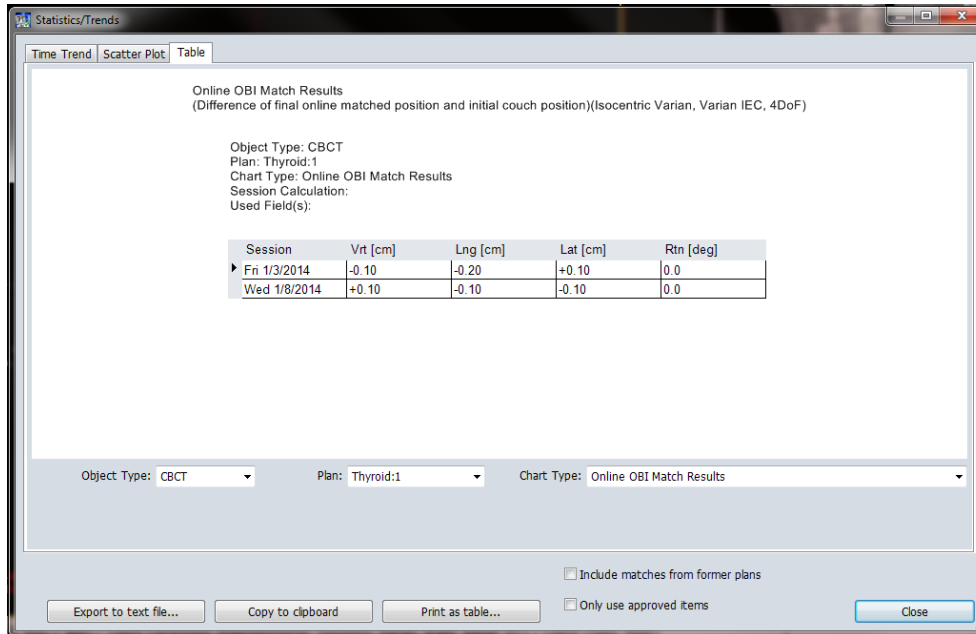 Statistics/Trends
Time Trend Scatter Plot Table
Online OBI Match Results
(Difference of final online matched position and initial couch position)(Isocentric Varian, Varian IEC, 4DoF)
Object Type: CBCT
Plan: Thyroid:1
Chart Type: Online OBI Match Results
Session Calculation:
Used Field(s):
Session Vrt [cm] Lng [cm] Lat [cm] Rtn [deg]
Fri 1/3/2014 -0.10 -0.20 +0.10 0.0
Wed 1/8/2014 +0.10 -0.10 -0.10 0.0
Object Type: CBCT Plan: Thyroid:1 Chart Type: Online OBI Match Results
Include matches from former plans
Only use approved items
Export to text file... Copy to clipboard Print as table... Close